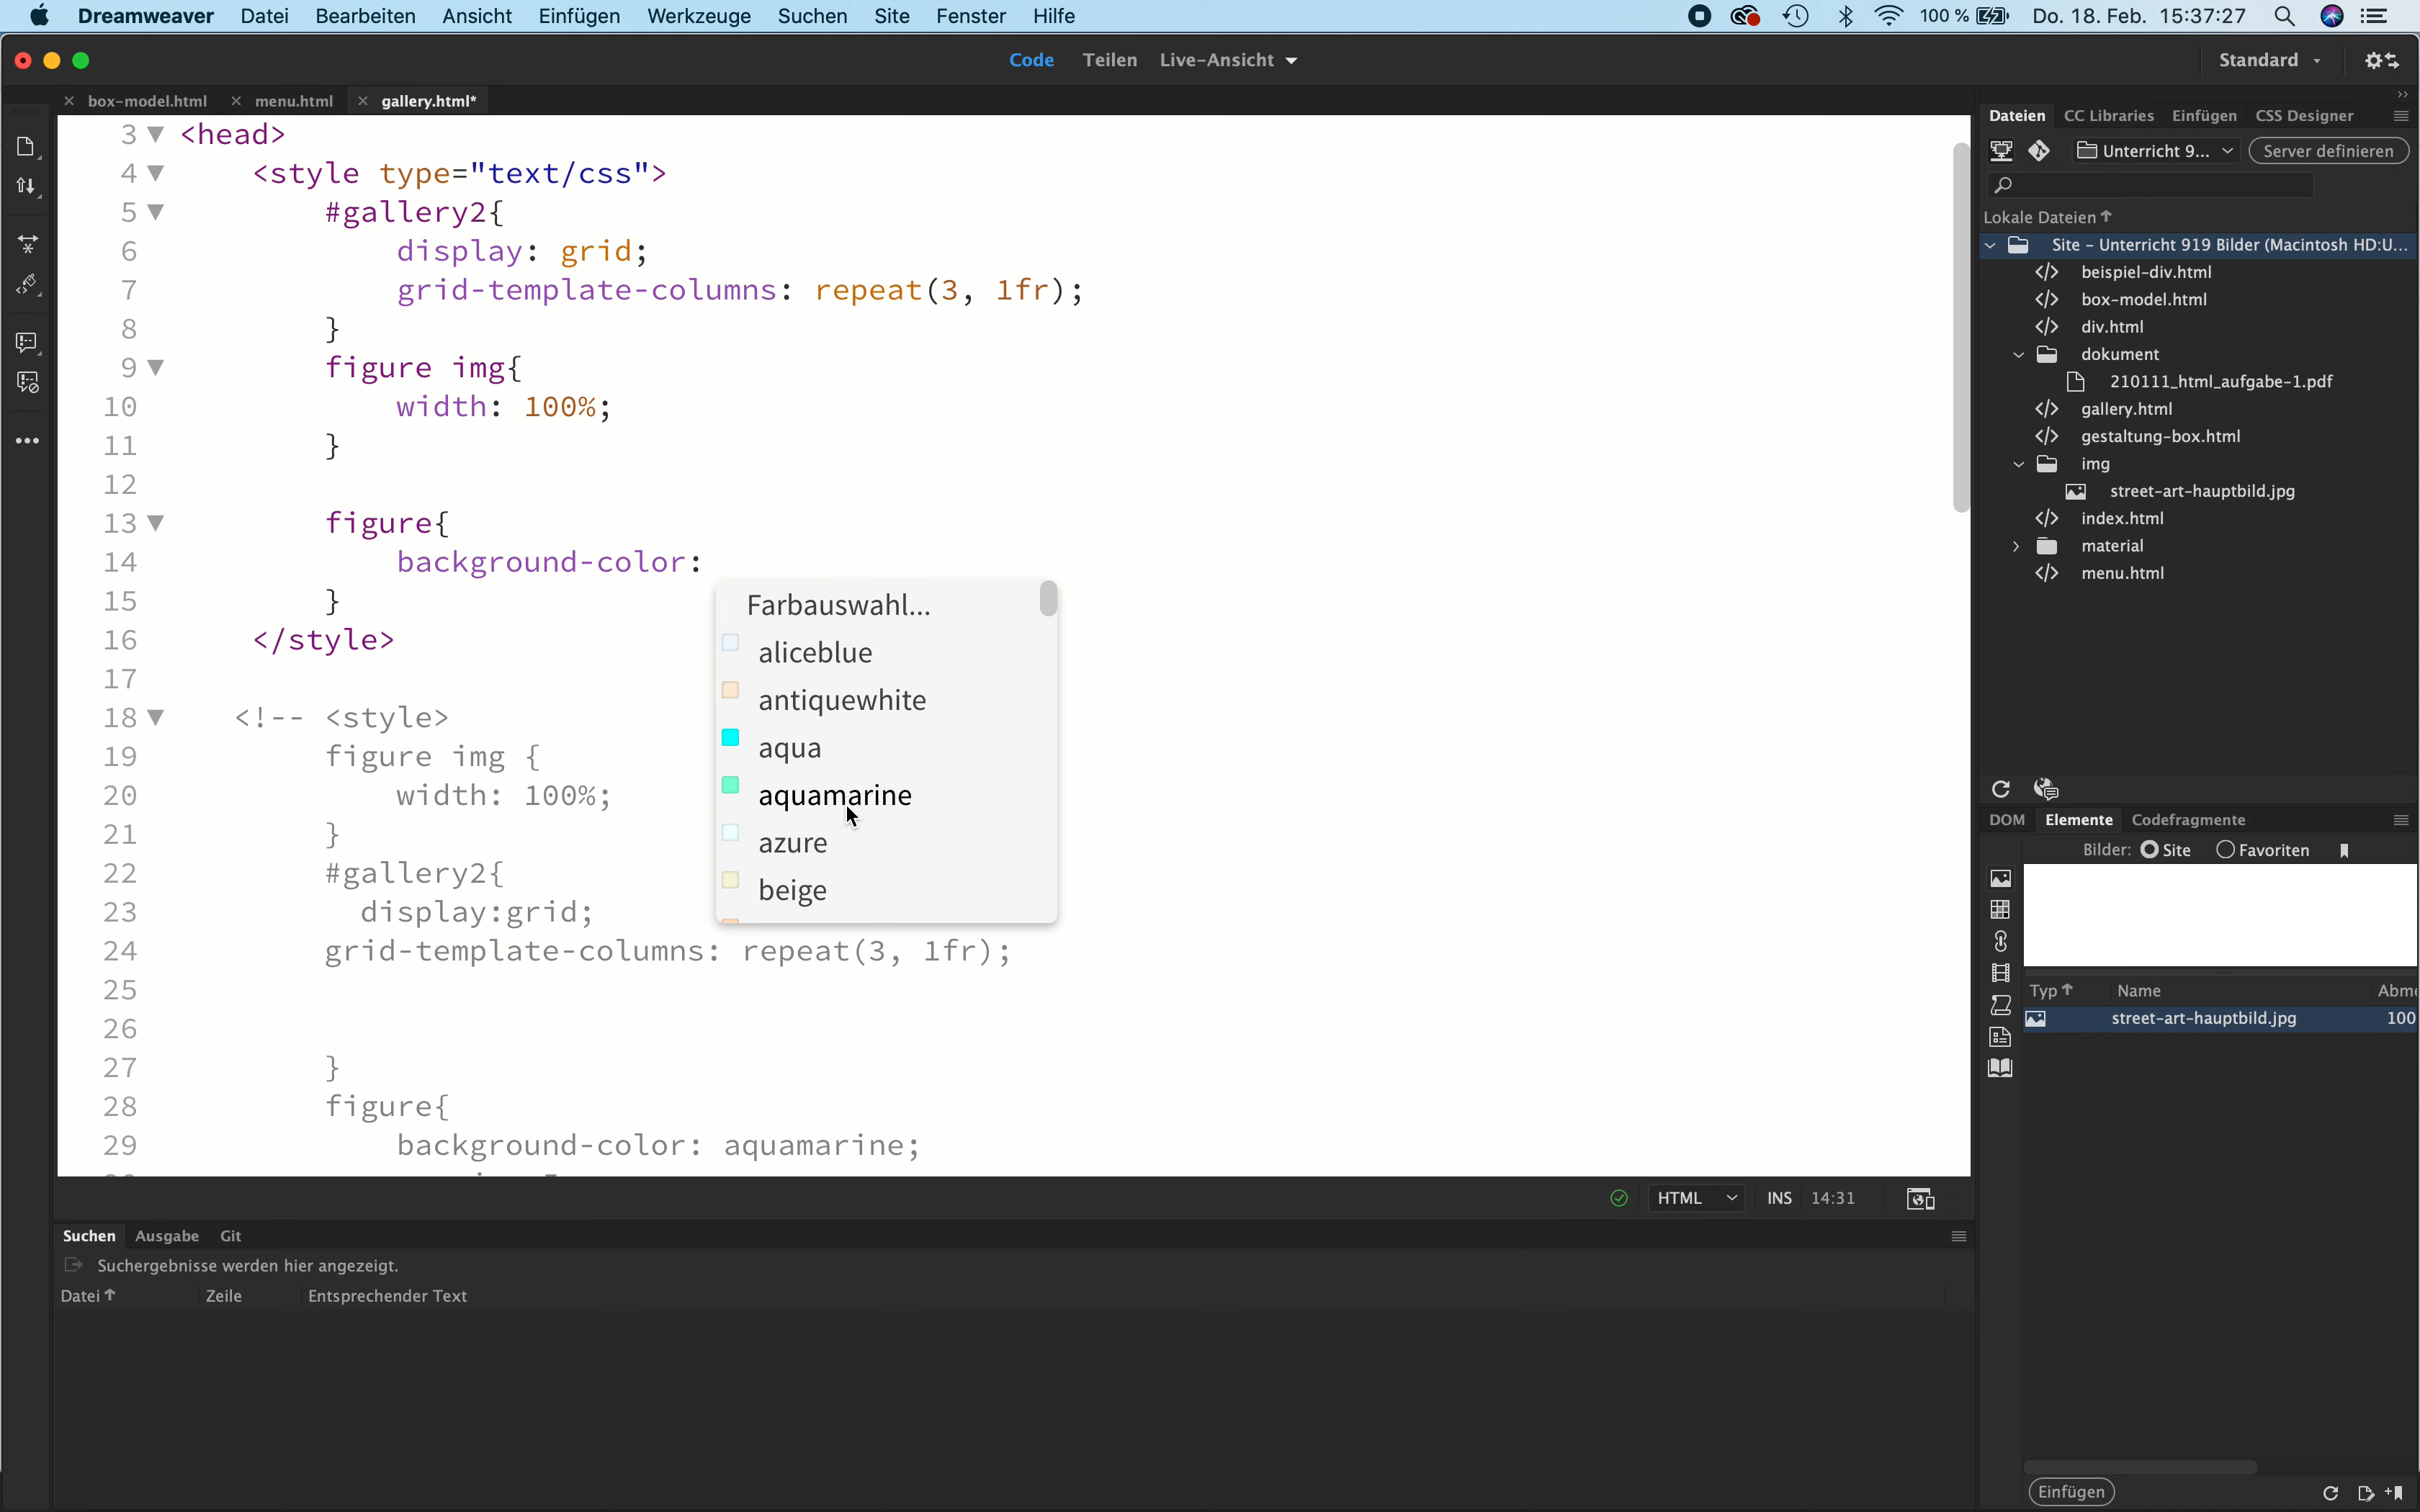 Dreamweaver Datei Bearbeiten Ansicht Einfügen Werkzeuge Suchen Site Fenster Hilfe 100 % Do. 18. Feb. 15:37:27
Code Teilen Live-Ansicht Standard
box-model.html menu.html gallery.html*
3 <head>
4 <style type="text/css">
5 #gallery2{
6 display: grid;
7 grid-template-columns: repeat(3, 1fr);
8 }
9 figure img{
10 width: 100%;
11 }
12
13 figure{
14 background-color:
15 }
16 </style>
17
18 <!-- <style>
19 figure img {
20 width: 100%;
21 }
22 #gallery2{
23 display:grid;
24 grid-template-columns: repeat(3, 1fr);
25
26
27 }
28 figure{
29 background-color: aquamarine;
Farbauswahl...
aliceblue
antiquewhite
aqua
aquamarine
azure
beige
HTML INS 14:31
Suchen Ausgabe Git
Suchergebnisse werden hier angezeigt.
Datei Zeile Entsprechender Text
Dateien CC Libraries Einfügen CSS Designer
Unterricht 9... Server definieren
Lokale Dateien
Site - Unterricht 919 Bilder (Macintosh HD:U...
beispiel-div.html
box-model.html
div.html
dokument
210111_html_aufgabe-1.pdf
gallery.html
gestaltung-box.html
img
street-art-hauptbild.jpg
index.html
material
menu.html
DOM Elemente Codefragmente
Bilder: Site Favoriten
Typ Name Abme
street-art-hauptbild.jpg 100
Einfügen